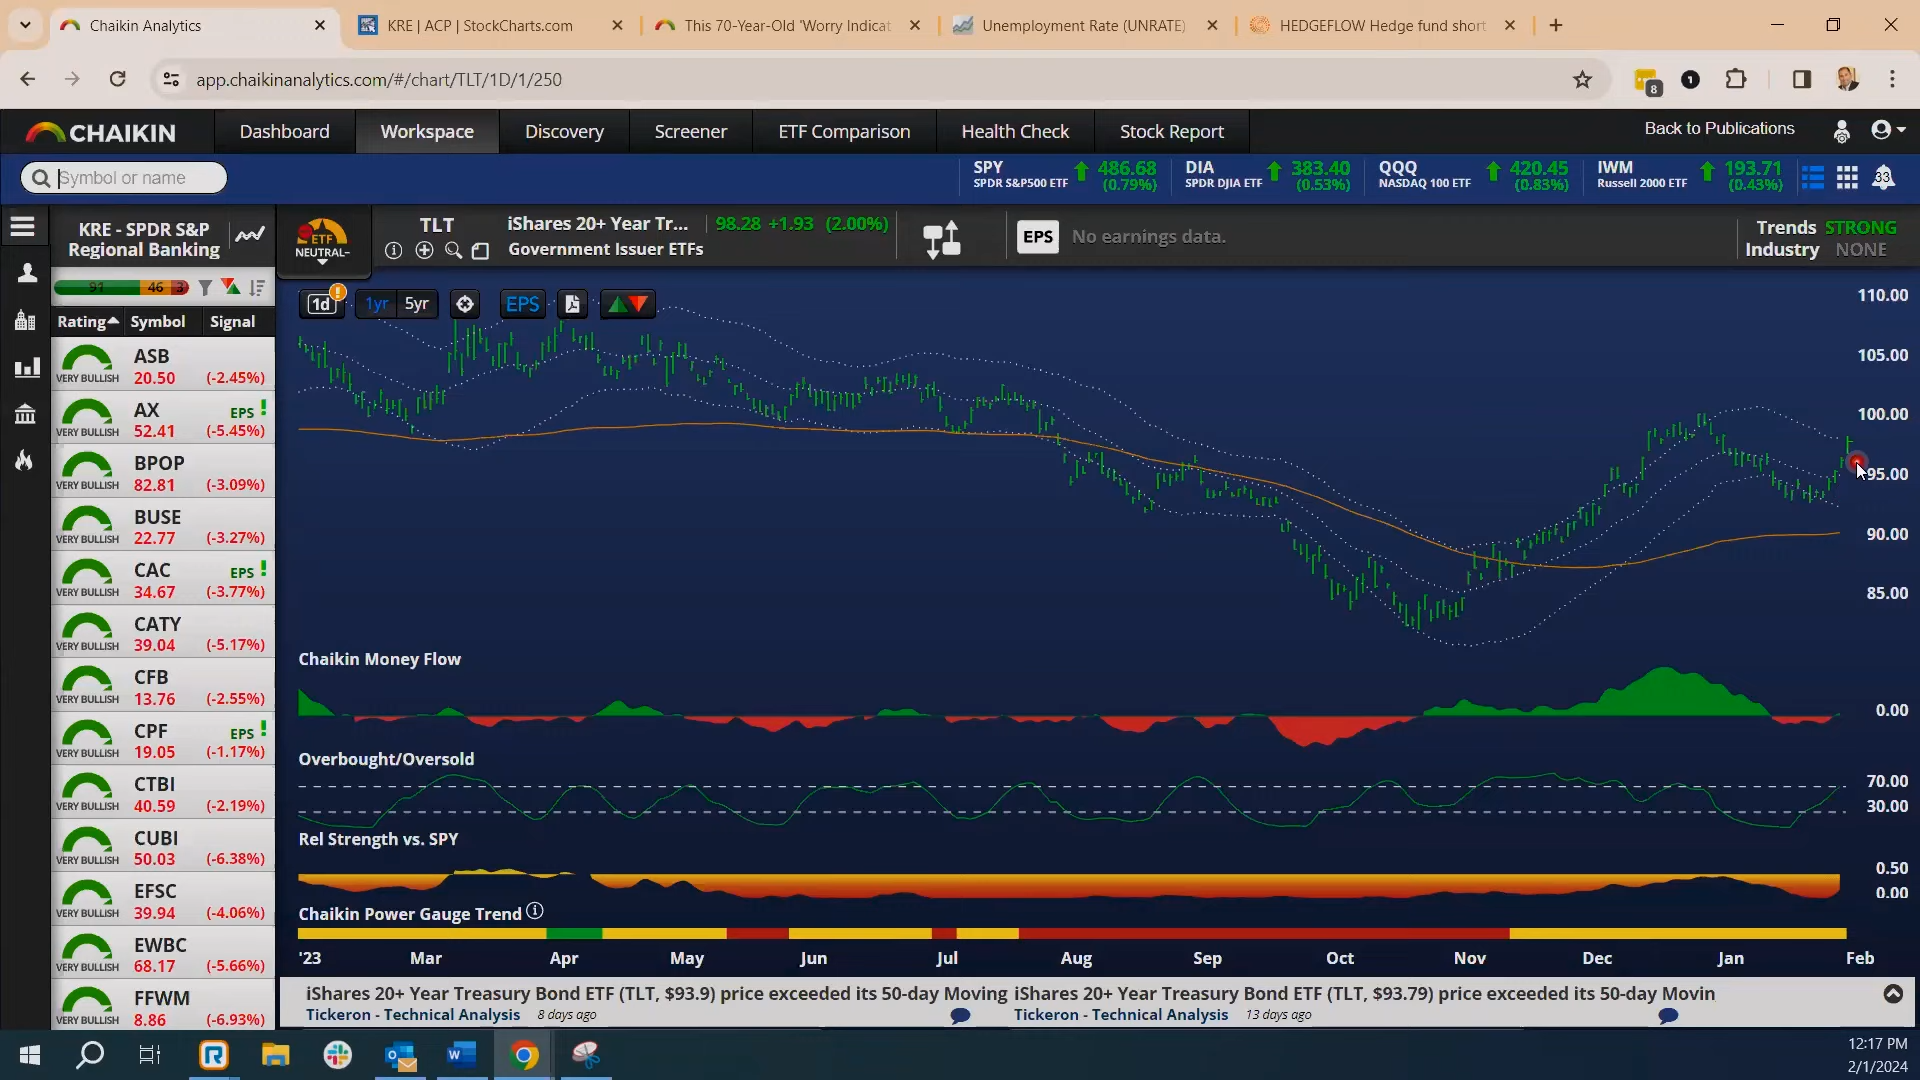 Chaikin Analytics
KRE | ACP | StockCharts.com
This 70-Year-Old 'Worry Indicat
Unemployment Rate (UNRATE)
HEDGEFLOW Hedge fund short
app.chaikinanalytics.com/#/chart/TLT/1D/1/250
8
1
CHAIKIN
Dashboard
Workspace
Discovery
Screener
ETF Comparison
Health Check
Stock Report
Back to Publications
Symbol or name
SPY
SPDR S&P500 ETF
486.68
(0.79%)
DIA
SPDR DJIA ETF
383.40
(0.53%)
QQQ
NASDAQ 100 ETF
420.45
(0.83%)
IWM
Russell 2000 ETF
193.71
(0.43%)
33
KRE - SPDR S&P
Regional Banking
91 46 3
Rating Symbol Signal
ETF
NEUTRAL-
TLT
iShares 20+ Year Tr...
98.28 +1.93 (2.00%)
Government Issuer ETFs
EPS
No earnings data.
Trends STRONG
Industry NONE
1d
1yr 5yr
EPS
ASB
VERY BULLISH 20.50 (-2.45%)
AX EPS !
VERY BULLISH 52.41 (-5.45%)
BPOP
VERY BULLISH 82.81 (-3.09%)
BUSE
VERY BULLISH 22.77 (-3.27%)
CAC EPS !
VERY BULLISH 34.67 (-3.77%)
CATY
VERY BULLISH 39.04 (-5.17%)
CFB
VERY BULLISH 13.76 (-2.55%)
CPF EPS !
VERY BULLISH 19.05 (-1.17%)
CTBI
VERY BULLISH 40.59 (-2.19%)
CUBI
VERY BULLISH 50.03 (-6.38%)
EFSC
VERY BULLISH 39.94 (-4.06%)
EWBC
VERY BULLISH 68.17 (-5.66%)
FFWM
VERY BULLISH 8.86 (-6.93%)
110.00
105.00
100.00
95.00
90.00
85.00
Chaikin Money Flow
0.00
Overbought/Oversold
70.00
30.00
Rel Strength vs. SPY
0.50
0.00
Chaikin Power Gauge Trend
'23 Mar Apr May Jun Jul Aug Sep Oct Nov Dec Jan Feb
iShares 20+ Year Treasury Bond ETF (TLT, $93.9) price exceeded its 50-day Moving
Tickeron - Technical Analysis 8 days ago
iShares 20+ Year Treasury Bond ETF (TLT, $93.79) price exceeded its 50-day Movin
Tickeron - Technical Analysis 13 days ago
12:17 PM
2/1/2024